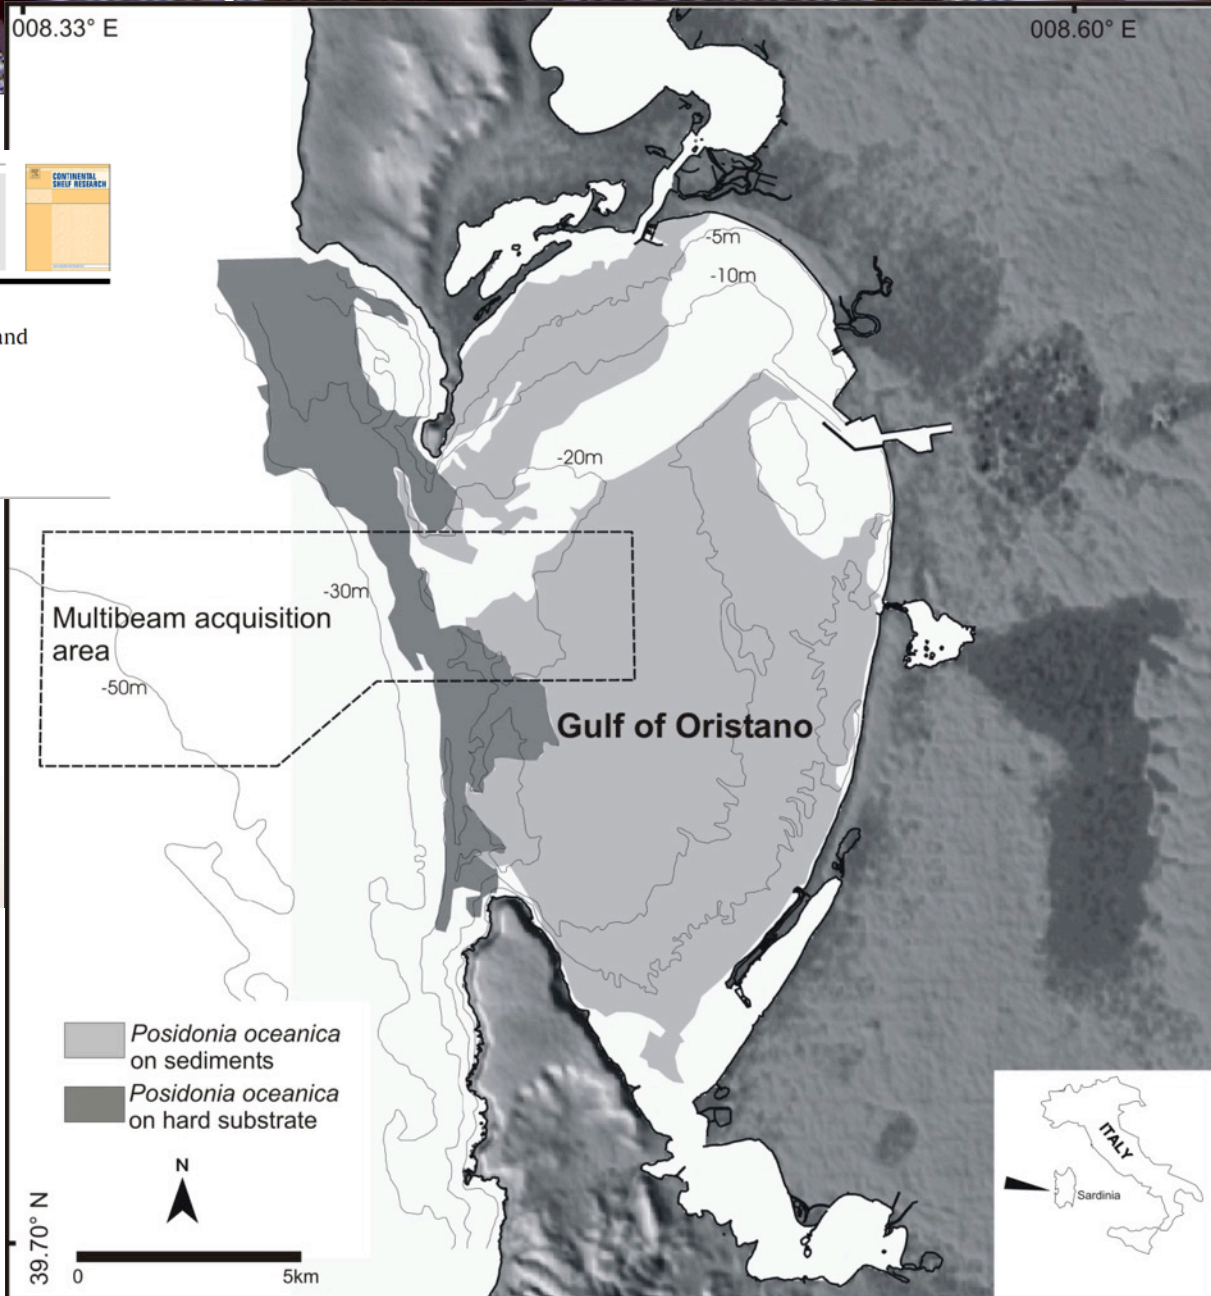 008.33° E
008.60° E
CONTINENTAL
SHELF RESEARCH
and
-5m
-10m
-20m
-30m
Multibeam acquisition
area
-50m
Gulf of Oristano
Posidonia oceanica
on sediments
Posidonia oceanica
on hard substrate
N
ITALY
Sardinia
39.70° N
0
5km